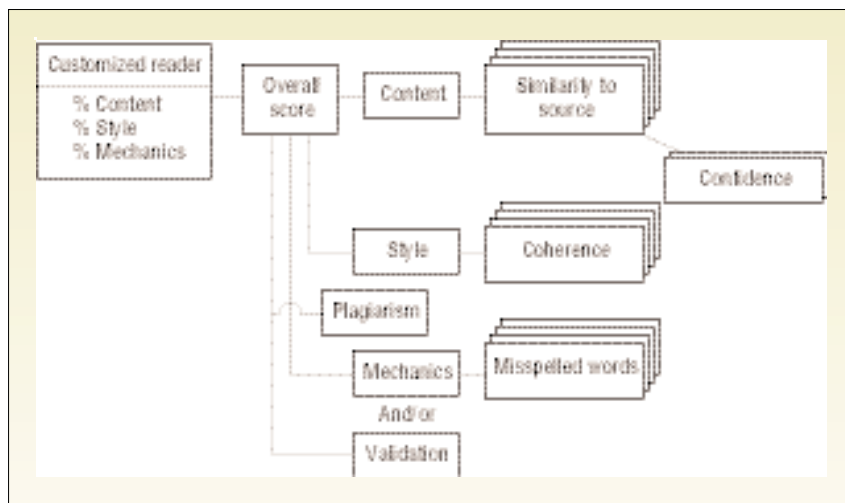 Customized reader
% Content
% Style
% Mechanics
Overall
score
Content
Similarity to
source
Confidence
Style
Coherence
Plagiarism
Mechanics
Misspelled words
And/or
Validation